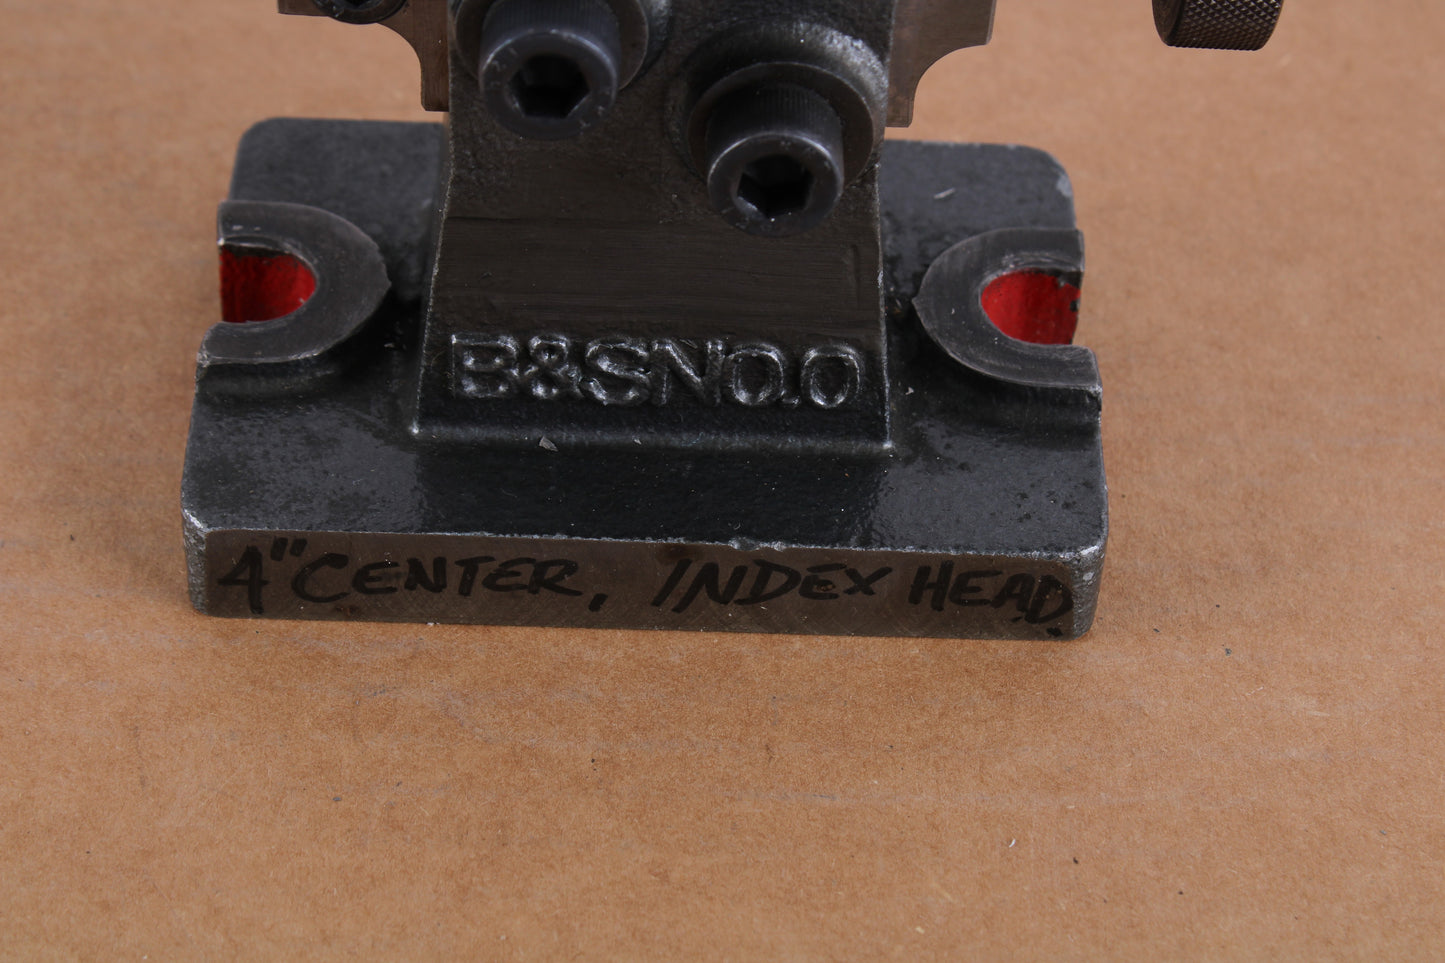 B&SNO.0
4" CENTER, INDEX HEAD.